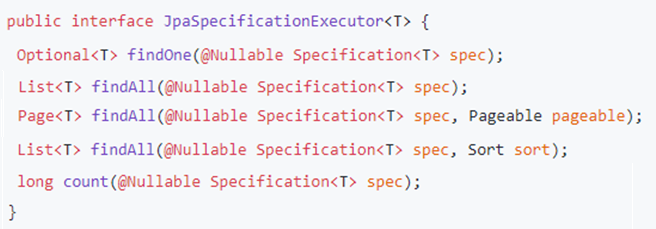 public interface JpaSpecificationExecutor<T> {
Optional<T> findOne(@Nullable Specification<T> spec);
List<T> findAll(@Nullable Specification<T> spec);
Page<T> findAll(@Nullable Specification<T> spec, Pageable pageable);
List<T> findAll(@Nullable Specification<T> spec, Sort sort);
long count(@Nullable Specification<T> spec);
}